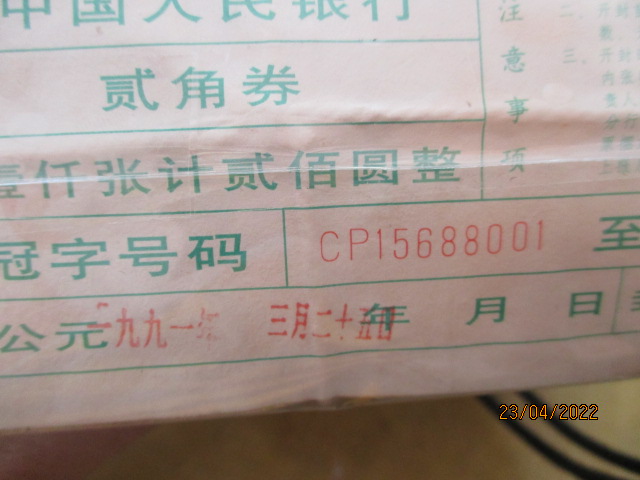 中国人民银行
贰角券
壹仟张计贰佰圆整
冠字号码 CP15688001 至
公元一九九一年 三月二十五日 年 月 日
注意事项
23/04/2022